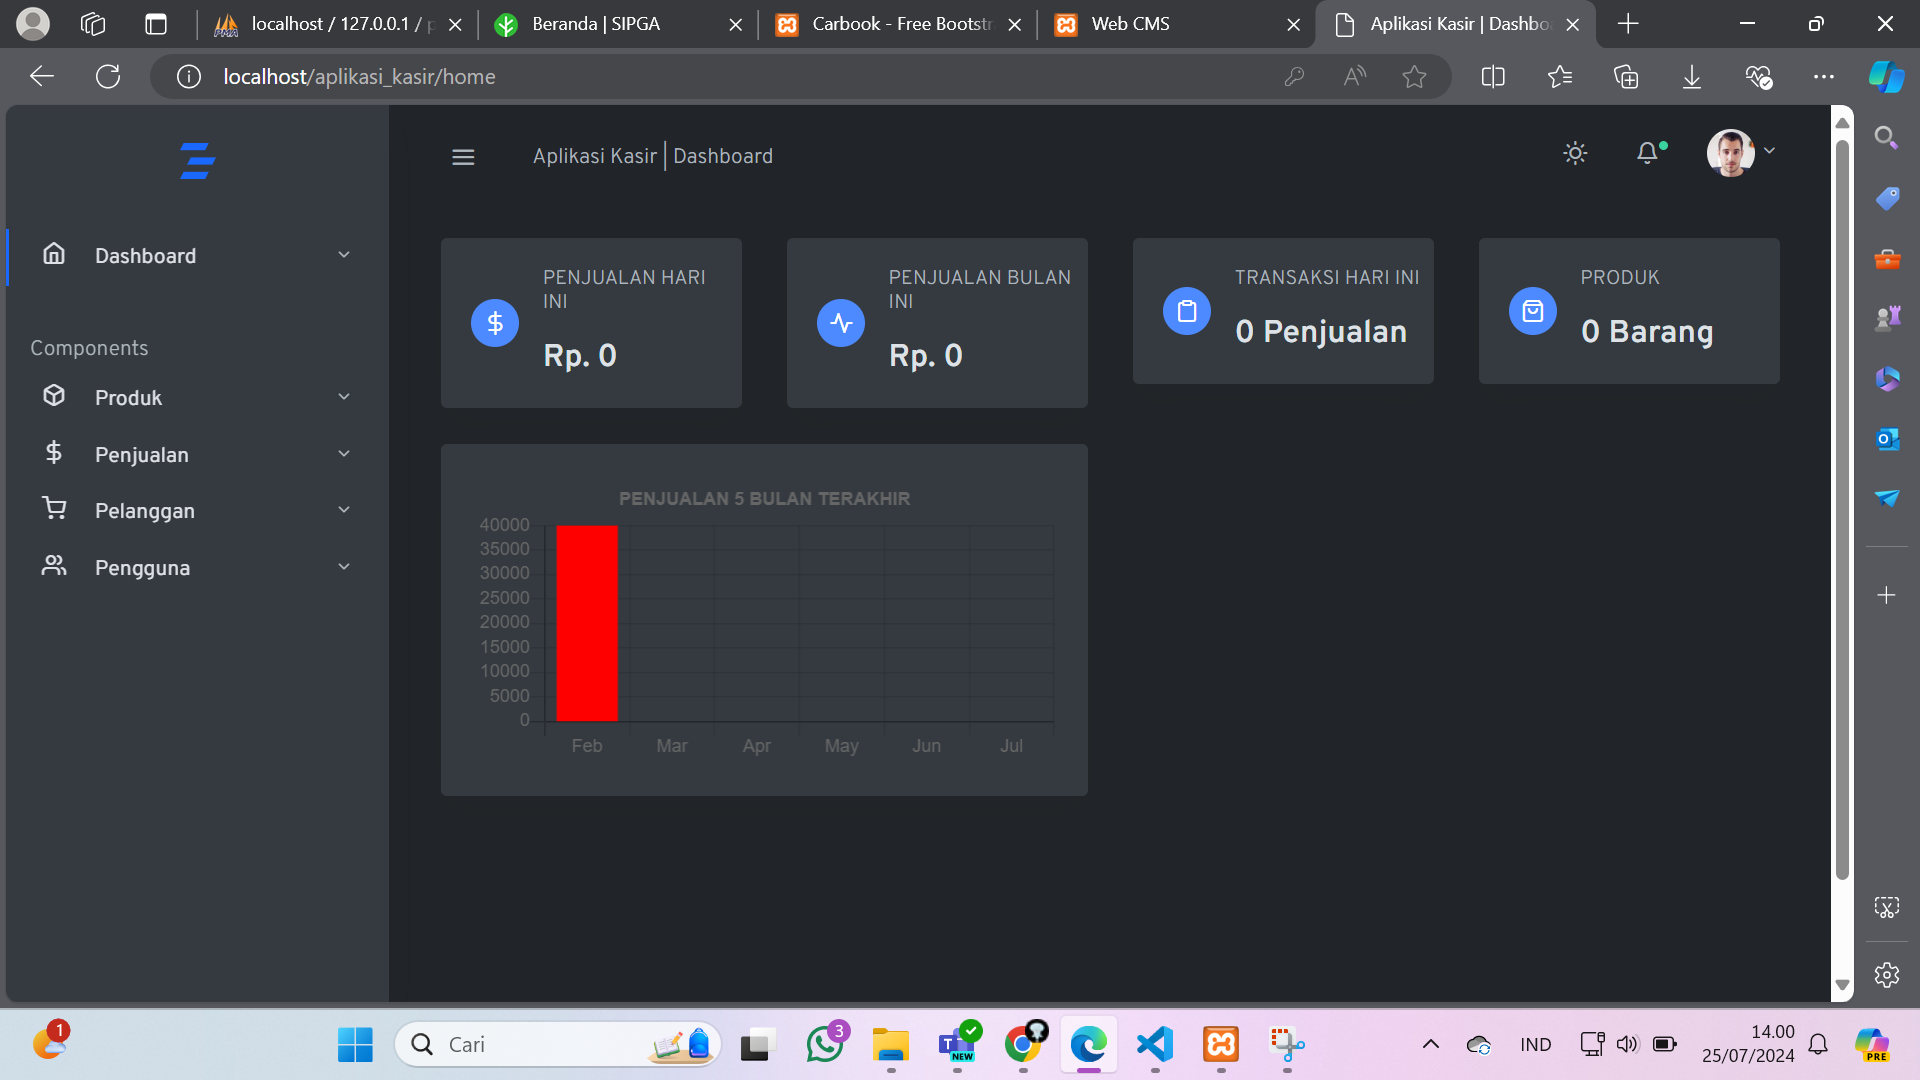 localhost / 127.0.0.1 / p
Beranda | SIPGA
Carbook - Free Bootstr
Web CMS
Aplikasi Kasir | Dashbo
localhost/aplikasi_kasir/home
Aplikasi Kasir | Dashboard
Dashboard
Components
Produk
Penjualan
Pelanggan
Pengguna
PENJUALAN HARI
INI
Rp. 0
PENJUALAN BULAN
INI
Rp. 0
TRANSAKSI HARI INI
0 Penjualan
PRODUK
0 Barang
PENJUALAN 5 BULAN TERAKHIR
40000
35000
30000
25000
20000
15000
10000
5000
0
Feb Mar Apr May Jun Jul
1
Cari
3
NEW
IND
14.00
25/07/2024
PRE